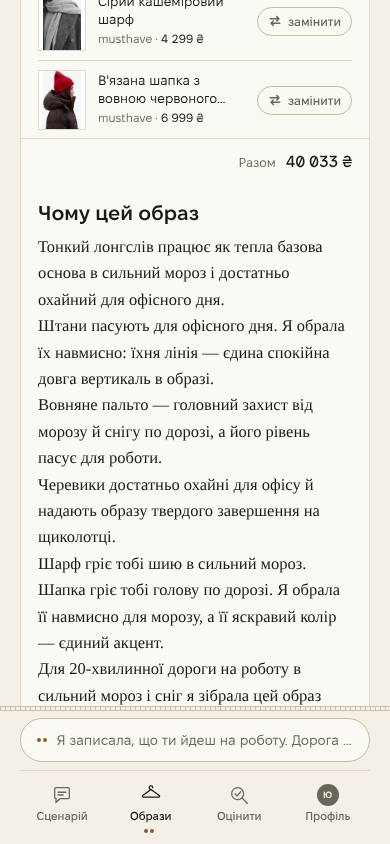 Сірий кашеміровий
шарф
musthave · 4 299 ₴
замінити
В'язана шапка з
вовною червоного…
musthave · 6 999 ₴
замінити
Разом 40 033 ₴
Чому цей образ
Тонкий лонгслів працює як тепла базова
основа в сильний мороз і достатньо
охайний для офісного дня.
Штани пасують для офісного дня. Я обрала
їх навмисно: їхня лінія — єдина спокійна
довга вертикаль в образі.
Вовняне пальто — головний захист від
морозу й снігу по дорозі, а його рівень
пасує для роботи.
Черевики достатньо охайні для офісу й
надають образу твердого завершення на
щиколотці.
Шарф гріє тобі шию в сильний мороз.
Шапка гріє тобі голову по дорозі. Я обрала
її навмисно для морозу, а її яскравий колір
— єдиний акцент.
Для 20-хвилинної дороги на роботу в
сильний мороз і сніг я зібрала цей образ
Я записала, що ти йдеш на роботу. Дорога ...
Сценарій
Образи
Оцінити
Ю
Профіль